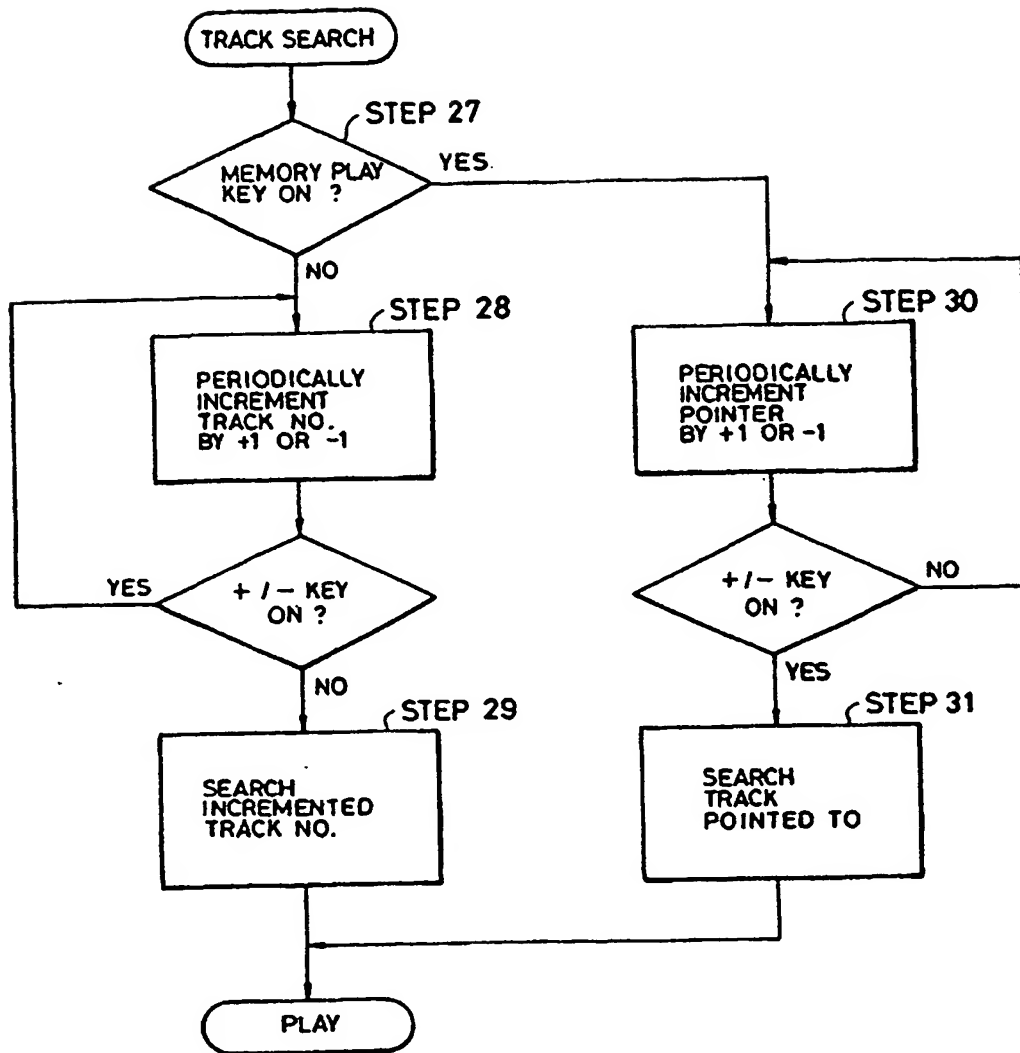 TRACK SEARCH
STEP 27
MEMORY PLAY
KEY ON ?
YES
NO
STEP 28
PERIODICALLY
INCREMENT
TRACK NO.
BY +1 OR -1
STEP 30
PERIODICALLY
INCREMENT
POINTER
BY +1 OR -1
YES
+ / - KEY
ON ?
NO
+ / - KEY
ON ?
NO
YES
STEP 29
SEARCH
INCREMENTED
TRACK NO.
STEP 31
SEARCH
TRACK
POINTED TO
PLAY